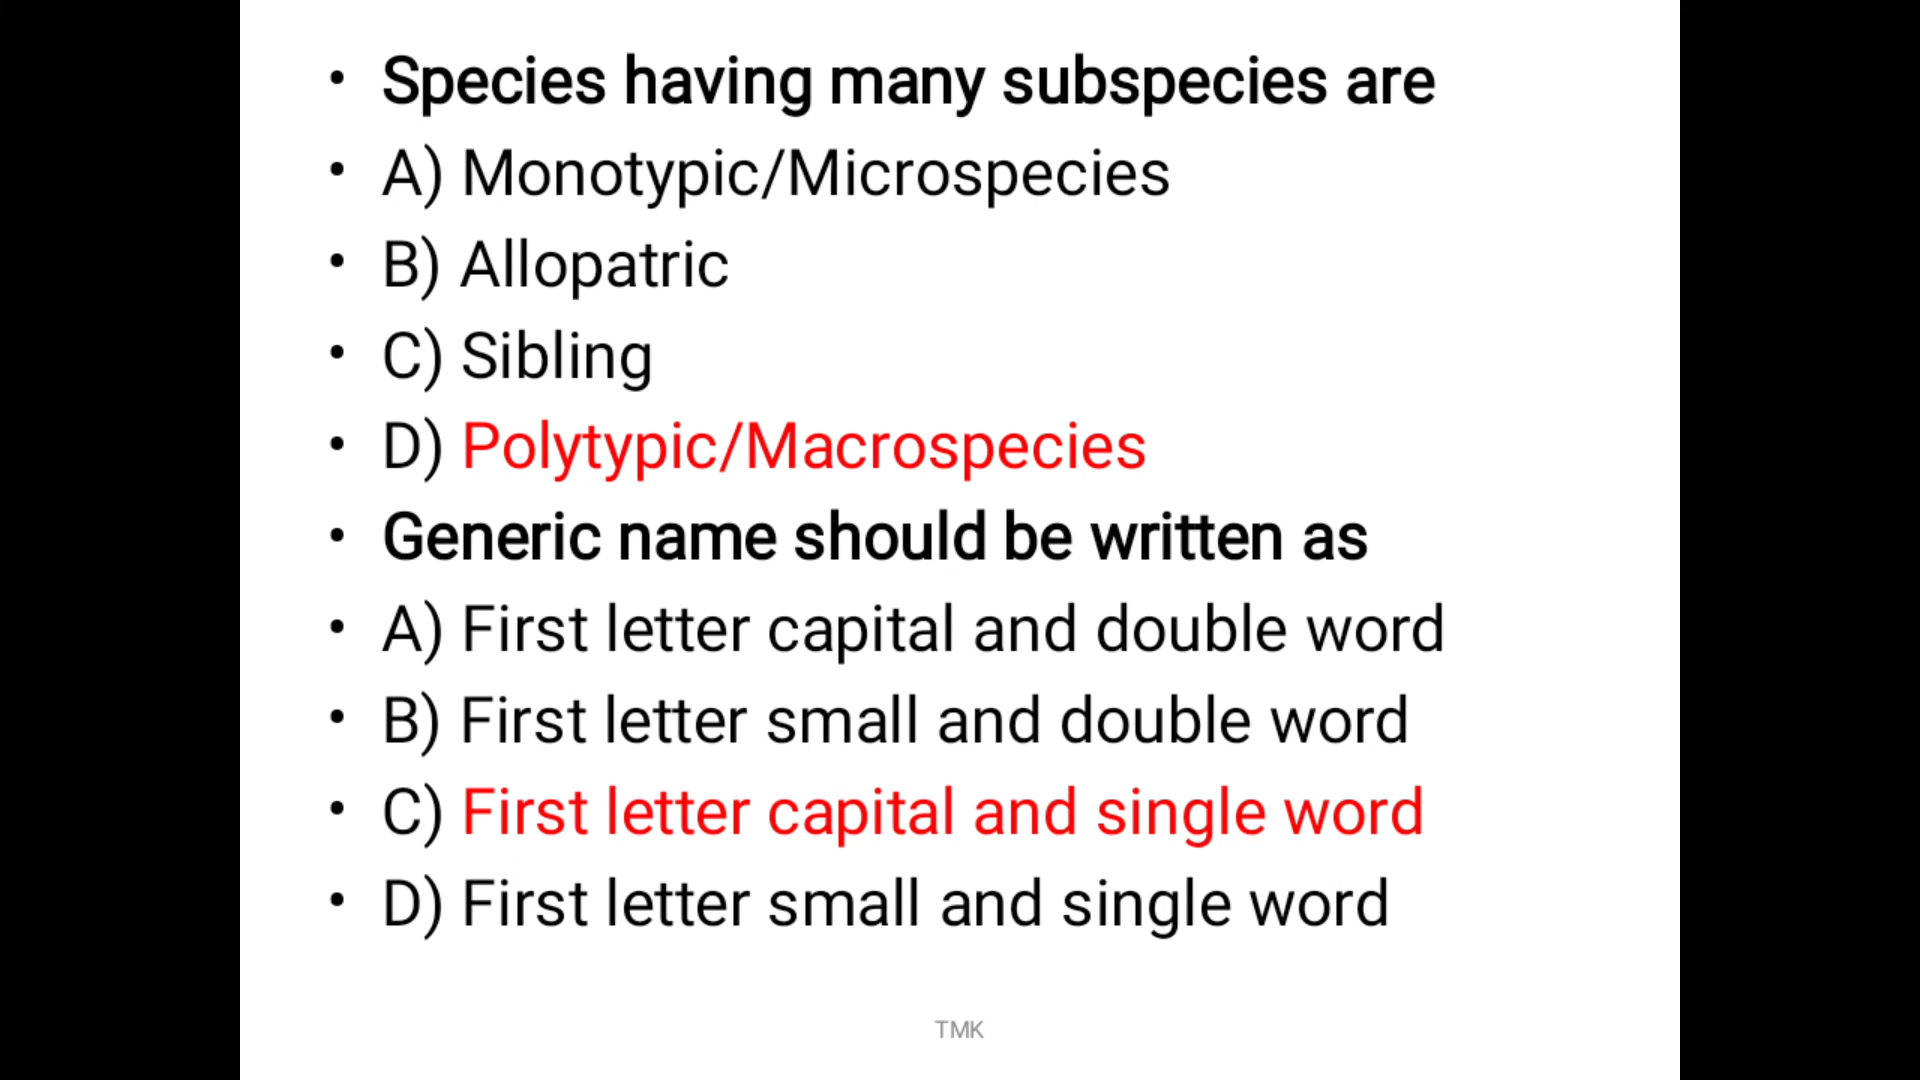 • Species having many subspecies are
• A) Monotypic/Microspecies
• B) Allopatric
• C) Sibling
• D) Polytypic/Macrospecies
• Generic name should be written as
• A) First letter capital and double word
• B) First letter small and double word
• C) First letter capital and single word
• D) First letter small and single word
TMK